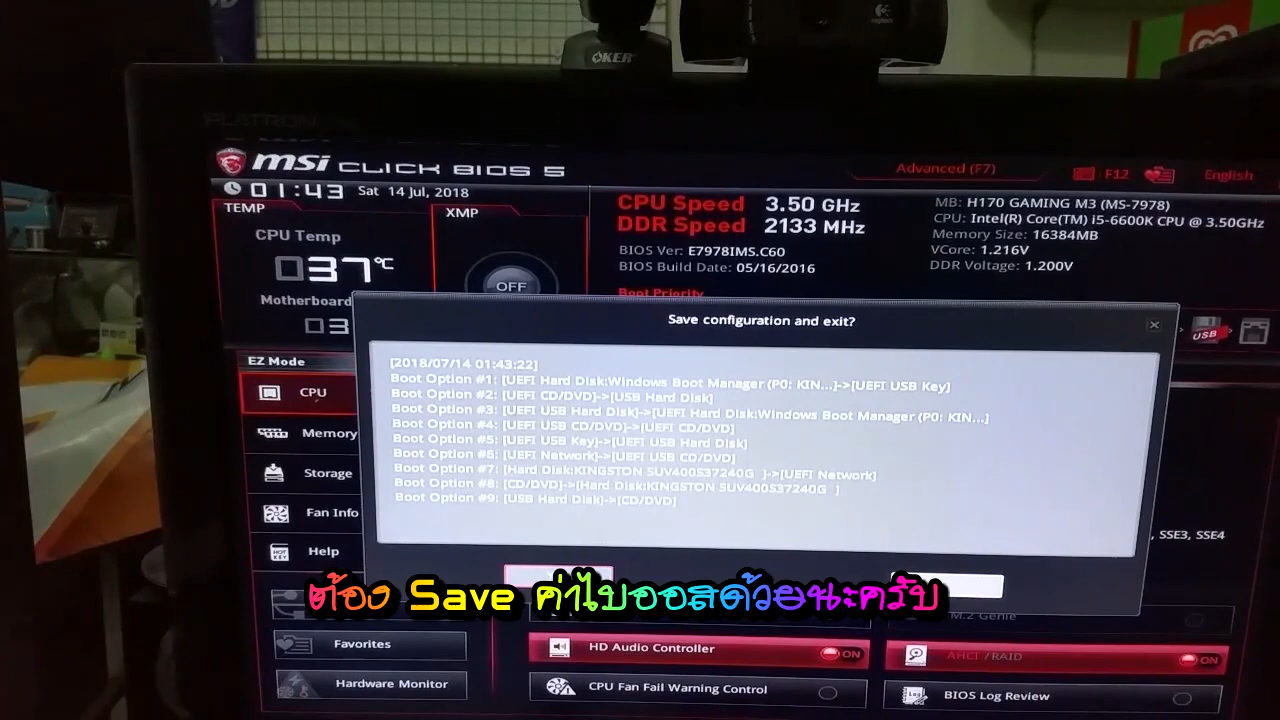 OKER
logitech
FLATRON
msi CLICK BIOS 5
Advanced (F7)
F12
English
01:43 Sat 14 Jul, 2018
TEMP
CPU Temp
037°C
Motherboard
XMP
OFF
CPU Speed 3.50 GHz
DDR Speed 2133 MHz
BIOS Ver: E7978IMS.C60
BIOS Build Date: 05/16/2016
MB: H170 GAMING M3 (MS-7978)
CPU: Intel(R) Core(TM) i5-6600K CPU @ 3.50GHz
Memory Size: 16384MB
VCore: 1.216V
DDR Voltage: 1.200V
Boot Priority
USB
Save configuration and exit?
[2018/07/14 01:43:22]
Boot Option #1: [UEFI Hard Disk:Windows Boot Manager (P0: KIN...]->[UEFI USB Key]
Boot Option #2: [UEFI CD/DVD]->[USB Hard Disk]
Boot Option #3: [UEFI USB Hard Disk]->[UEFI Hard Disk:Windows Boot Manager (P0: KIN...]
Boot Option #4: [UEFI USB CD/DVD]->[UEFI CD/DVD]
Boot Option #5: [UEFI USB Key]->[UEFI USB Hard Disk]
Boot Option #6: [UEFI Network]->[UEFI USB CD/DVD]
Boot Option #7: [Hard Disk:KINGSTON SUV400S37240G ]->[UEFI Network]
Boot Option #8: [CD/DVD]->[Hard Disk:KINGSTON SUV400S37240G ]
Boot Option #9: [USB Hard Disk]->[CD/DVD]
EZ Mode
CPU
Memory
Storage
Fan Info
HOT KEY
Help
, SSE3, SSE4
ต้อง Save ค่าไบออสด้วยนะครับ
M.2 Genie
Favorites
Hardware Monitor
HD Audio Controller ON
AHCI /RAID ON
CPU Fan Fail Warning Control
BIOS Log Review